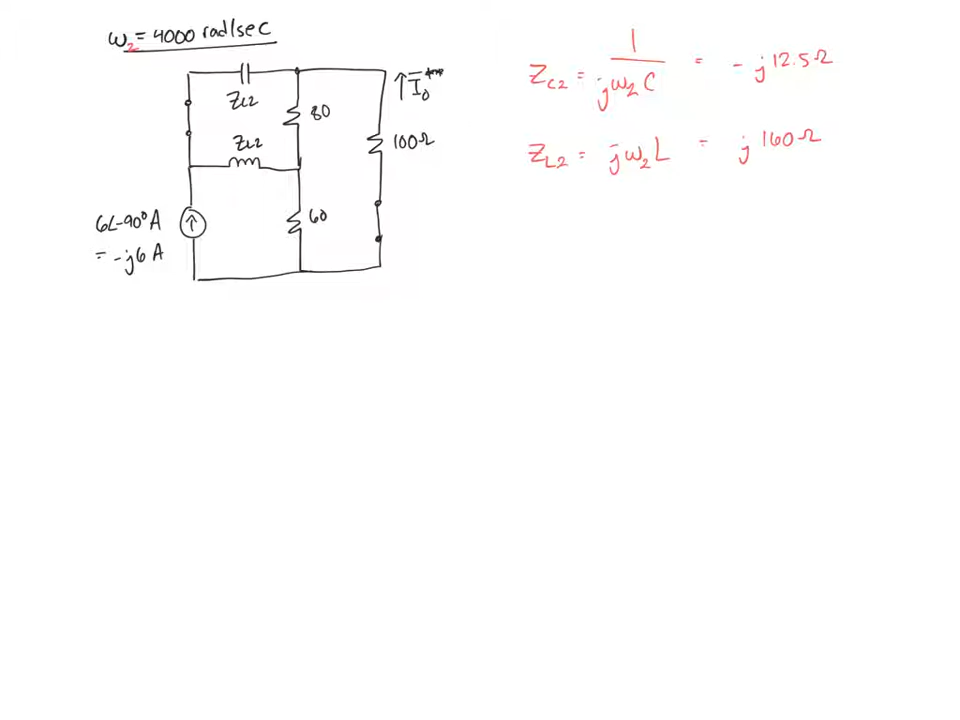 ω₂ = 4000 rad/sec
Z_C2 = 1 / jω₂C = -j12.5Ω
Z_C2
80
Ī₀
100Ω
Z_L2
Z_L2 = jω₂L = j160Ω
6∠-90° A
= -j6 A
60